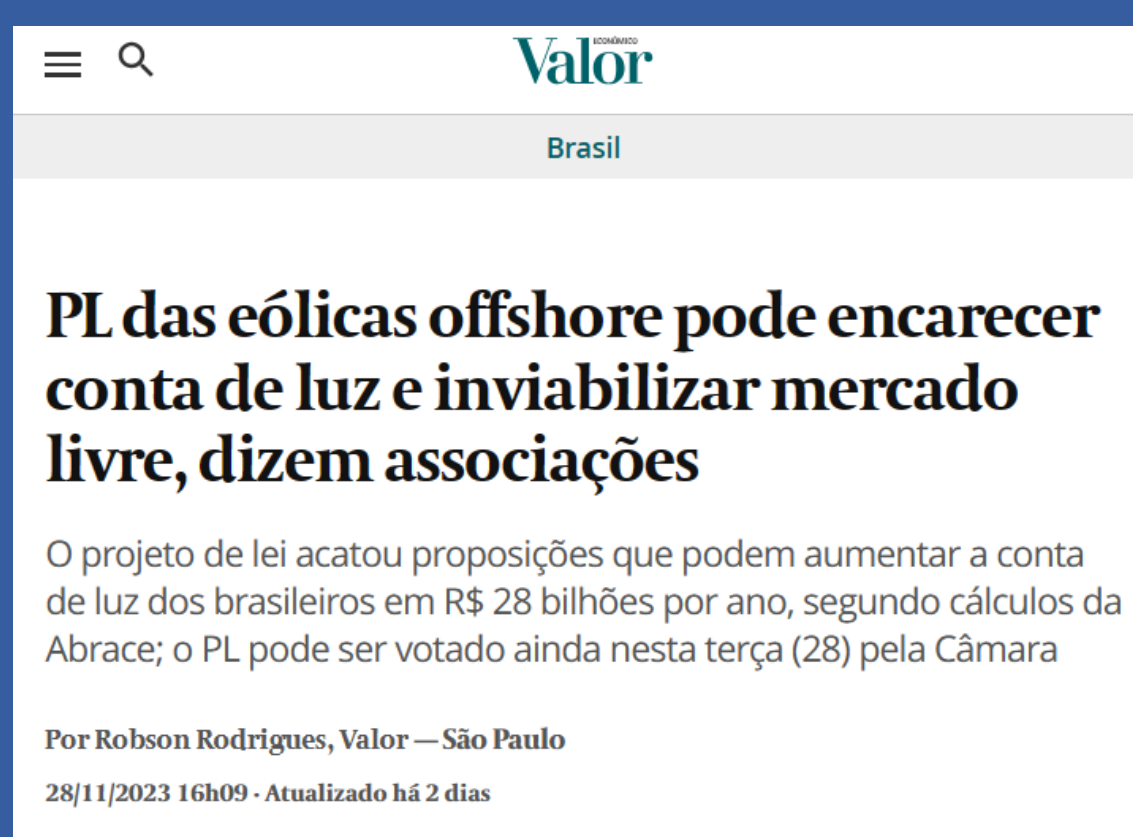 ECONÔMICO
Valor
Brasil
PL das eólicas offshore pode encarecer
conta de luz e inviabilizar mercado
livre, dizem associações
O projeto de lei acatou proposições que podem aumentar a conta
de luz dos brasileiros em R$ 28 bilhões por ano, segundo cálculos da
Abrace; o PL pode ser votado ainda nesta terça (28) pela Câmara
Por Robson Rodrigues, Valor — São Paulo
28/11/2023 16h09 · Atualizado há 2 dias